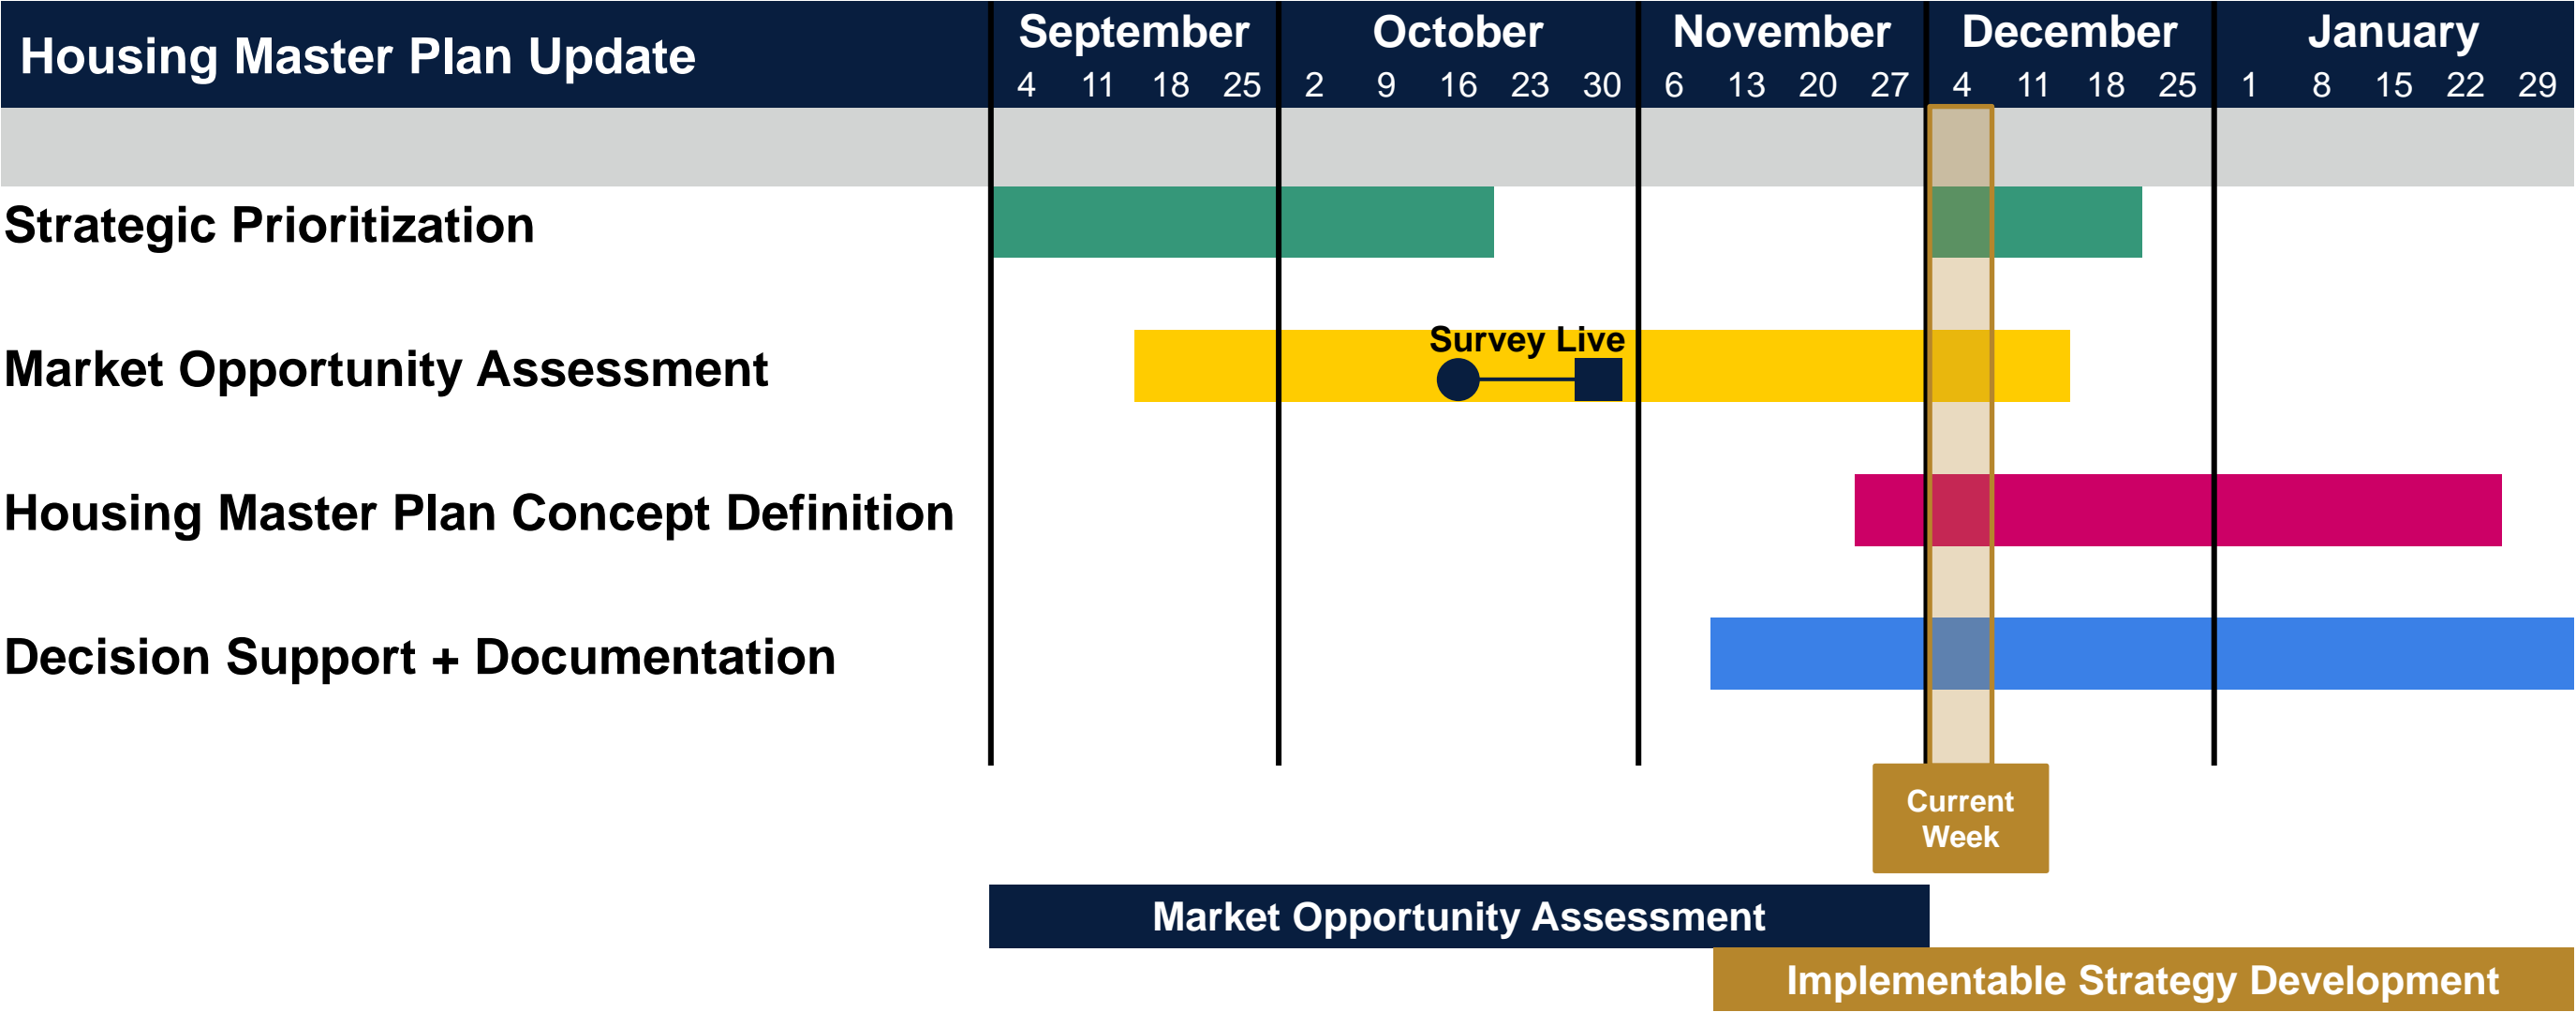 Housing Master Plan Update
September October November December January
4 11 18 25 2 9 16 23 30 6 13 20 27 4 11 18 25 1 8 15 22 29
Strategic Prioritization
Survey Live
Market Opportunity Assessment
Housing Master Plan Concept Definition
Decision Support + Documentation
Current
Week
Market Opportunity Assessment
Implementable Strategy Development